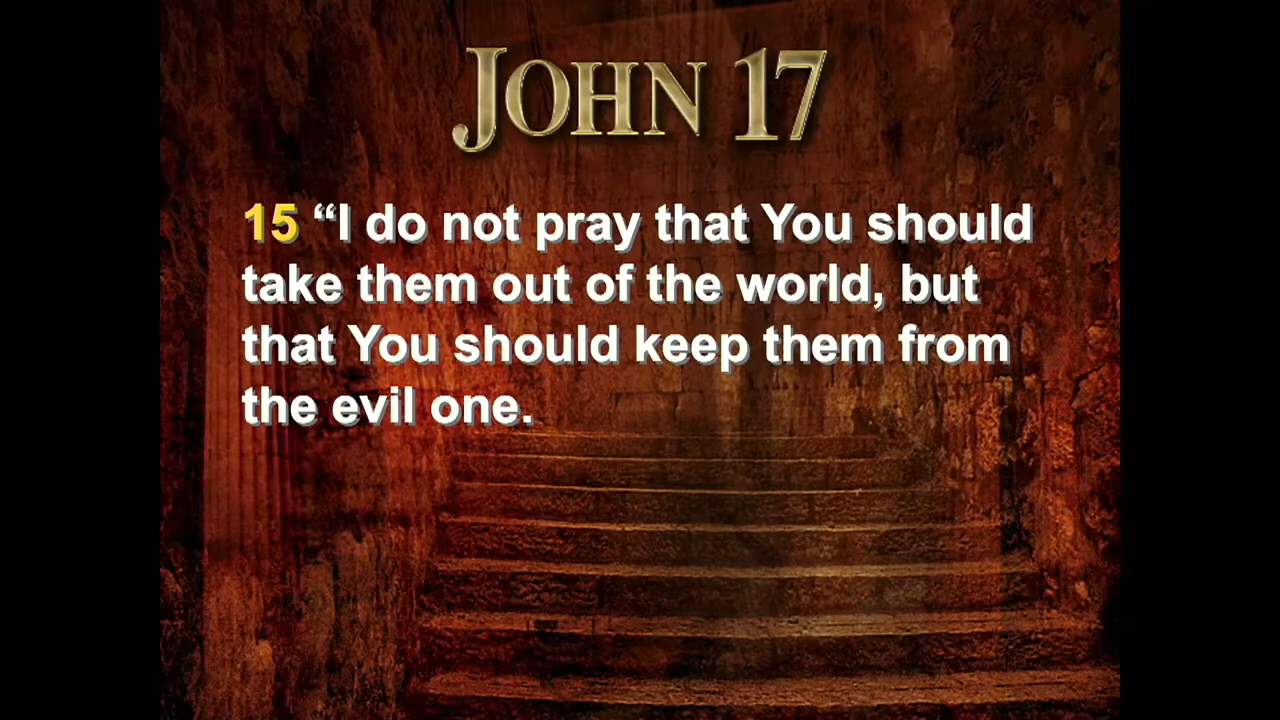 JOHN 17
15 “I do not pray that You should
take them out of the world, but
that You should keep them from
the evil one.